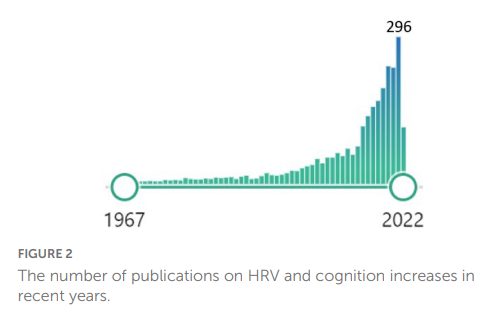 296
1967
2022
FIGURE 2
The number of publications on HRV and cognition increases in
recent years.